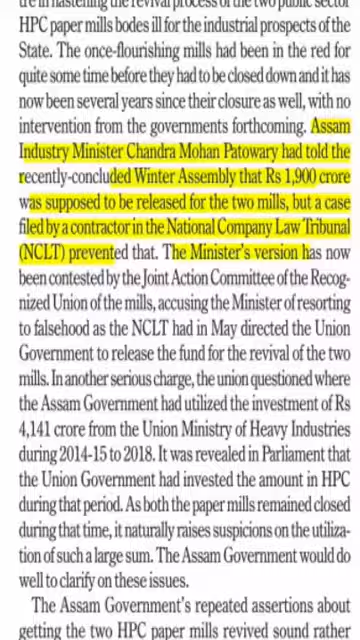 tre in hastening the revival process of the two public sector
HPC paper mills bodes ill for the industrial prospects of the
State. The once-flourishing mills had been in the red for
quite some time before they had to be closed down and it has
now been several years since their closure as well, with no
intervention from the governments forthcoming. Assam
Industry Minister Chandra Mohan Patowary had told the
recently-concluded Winter Assembly that Rs 1,900 crore
was supposed to be released for the two mills, but a case
filed by a contractor in the National Company Law Tribunal
(NCLT) prevented that. The Minister's version has now
been contested by the Joint Action Committee of the Recog-
nized Union of the mills, accusing the Minister of resorting
to falsehood as the NCLT had in May directed the Union
Government to release the fund for the revival of the two
mills. In another serious charge, the union questioned where
the Assam Government had utilized the investment of Rs
4,141 crore from the Union Ministry of Heavy Industries
during 2014-15 to 2018. It was revealed in Parliament that
the Union Government had invested the amount in HPC
during that period. As both the paper mills remained closed
during that time, it naturally raises suspicions on the utiliza-
tion of such a large sum. The Assam Government would do
well to clarify on these issues.
The Assam Government's repeated assertions about
getting the two HPC paper mills revived sound rather